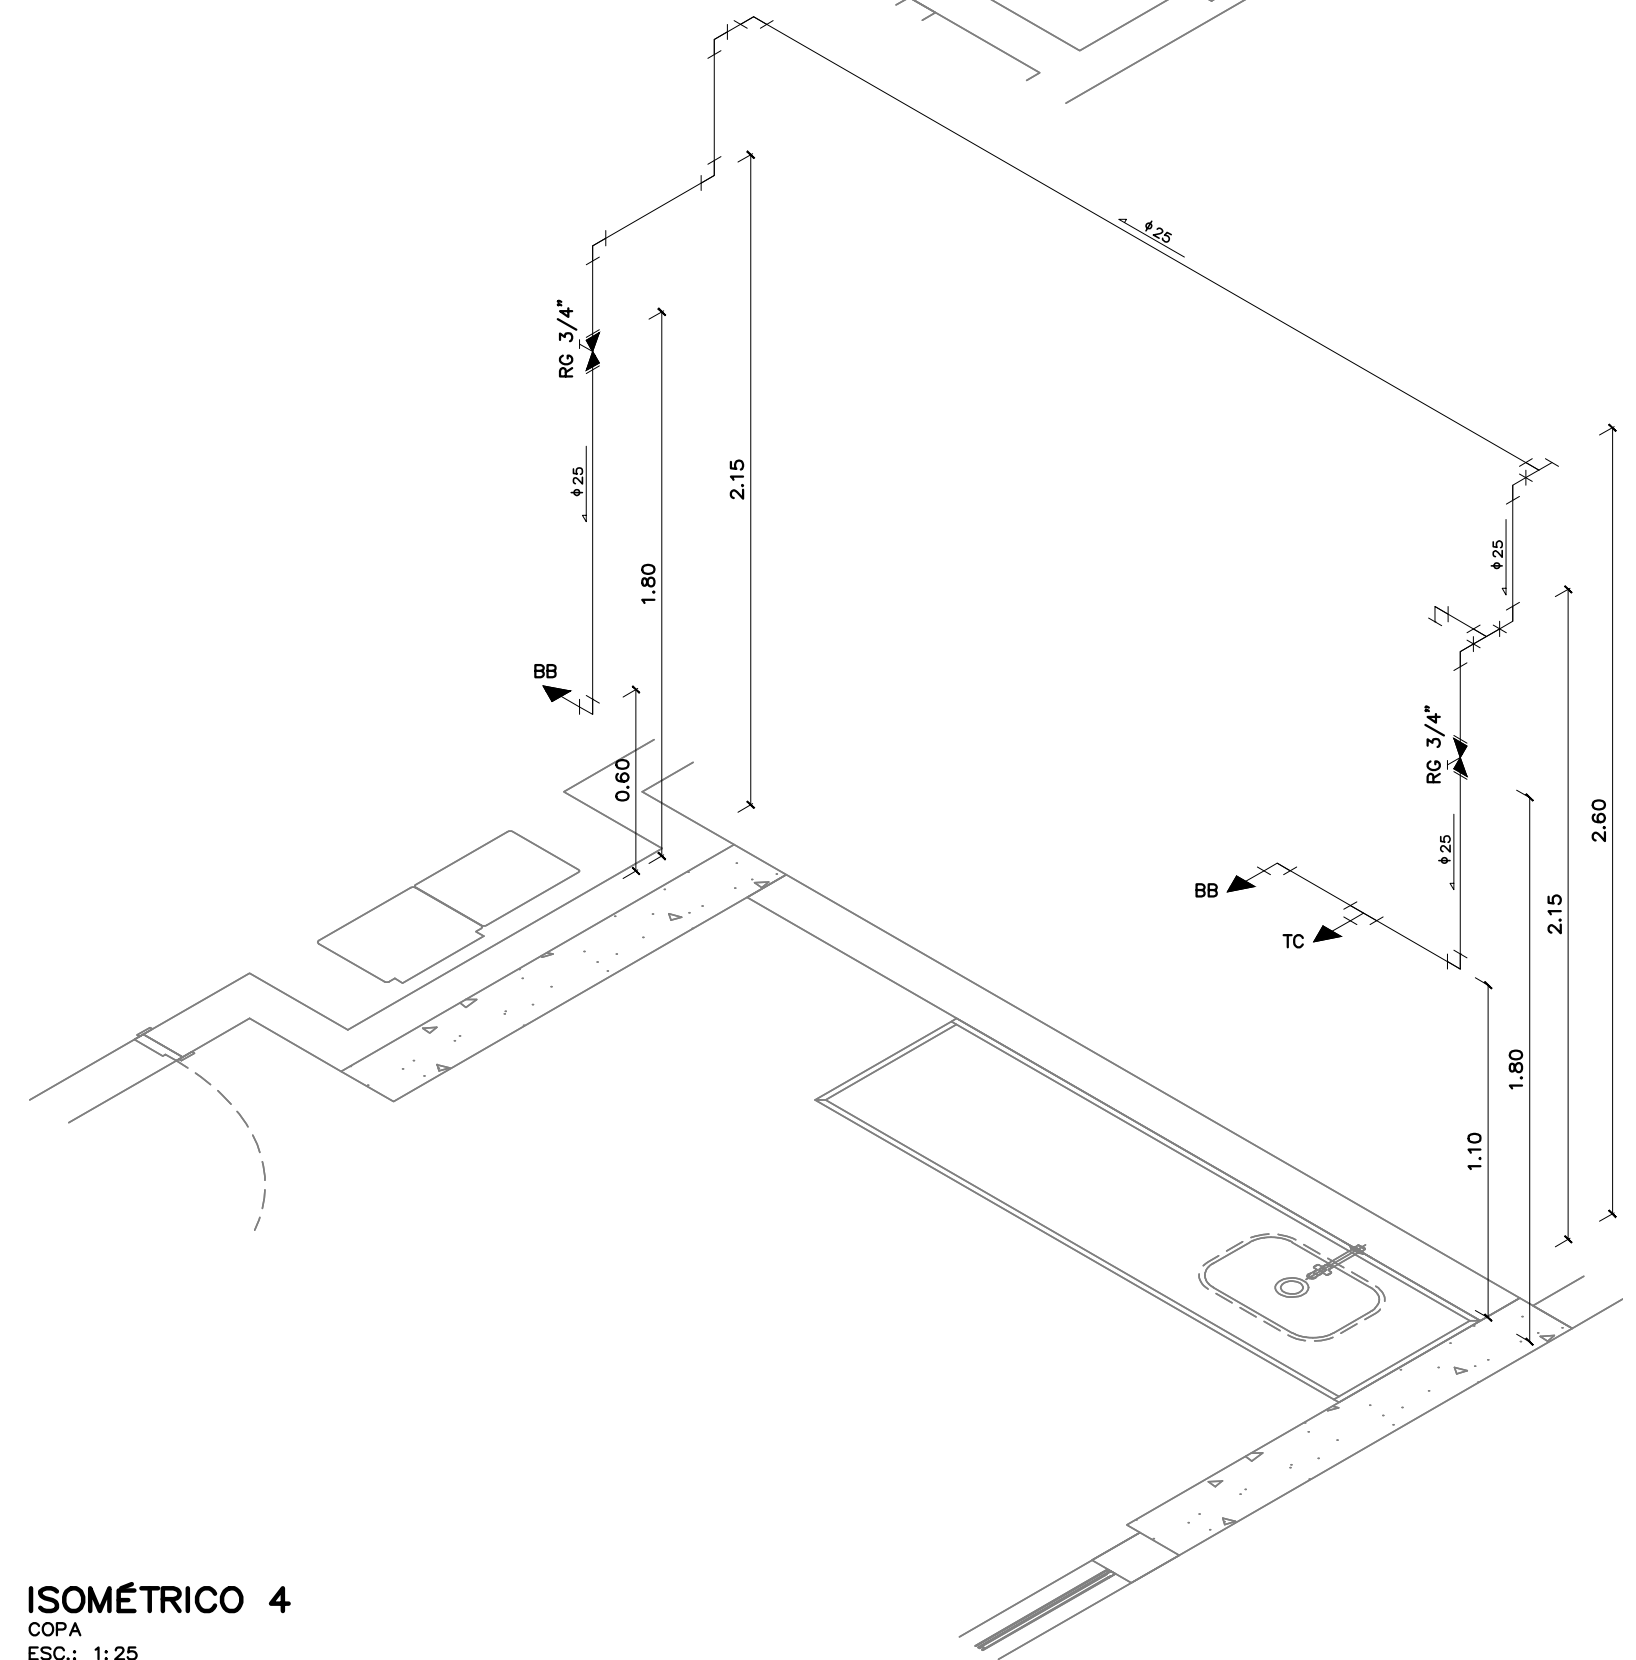 ϕ25
RG 3/4"
2.15
ϕ25
1.80
2.60
ϕ25
BB
0.60
RG 3/4"
ϕ25
BB
TC
2.15
1.80
1.10
ISOMÉTRICO 4
COPA
ESC.: 1:25